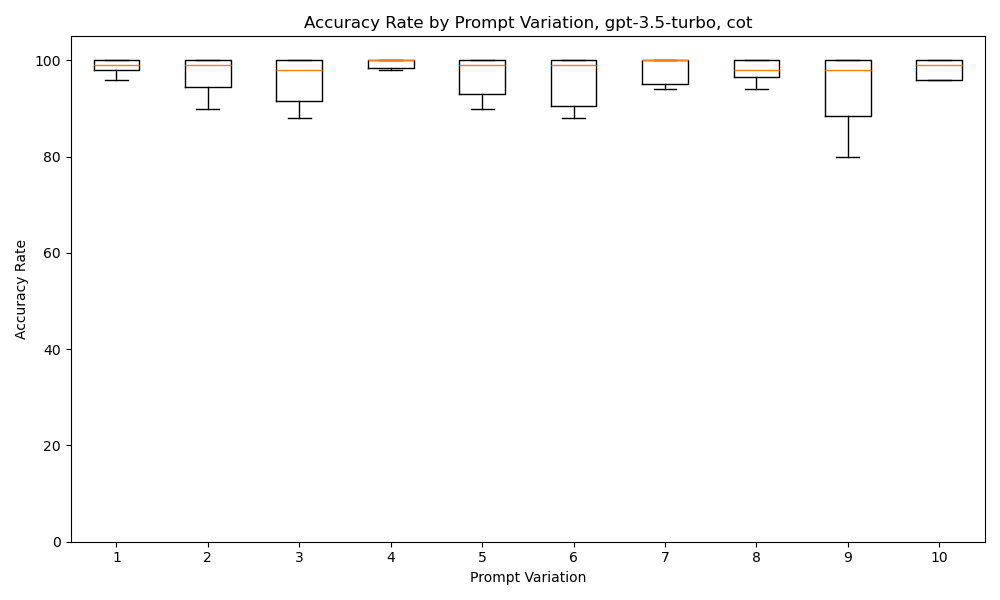 Accuracy Rate by Prompt Variation, gpt-3.5-turbo, cot
100
80
60
40
20
0
Accuracy Rate
1 2 3 4 5 6 7 8 9 10
Prompt Variation